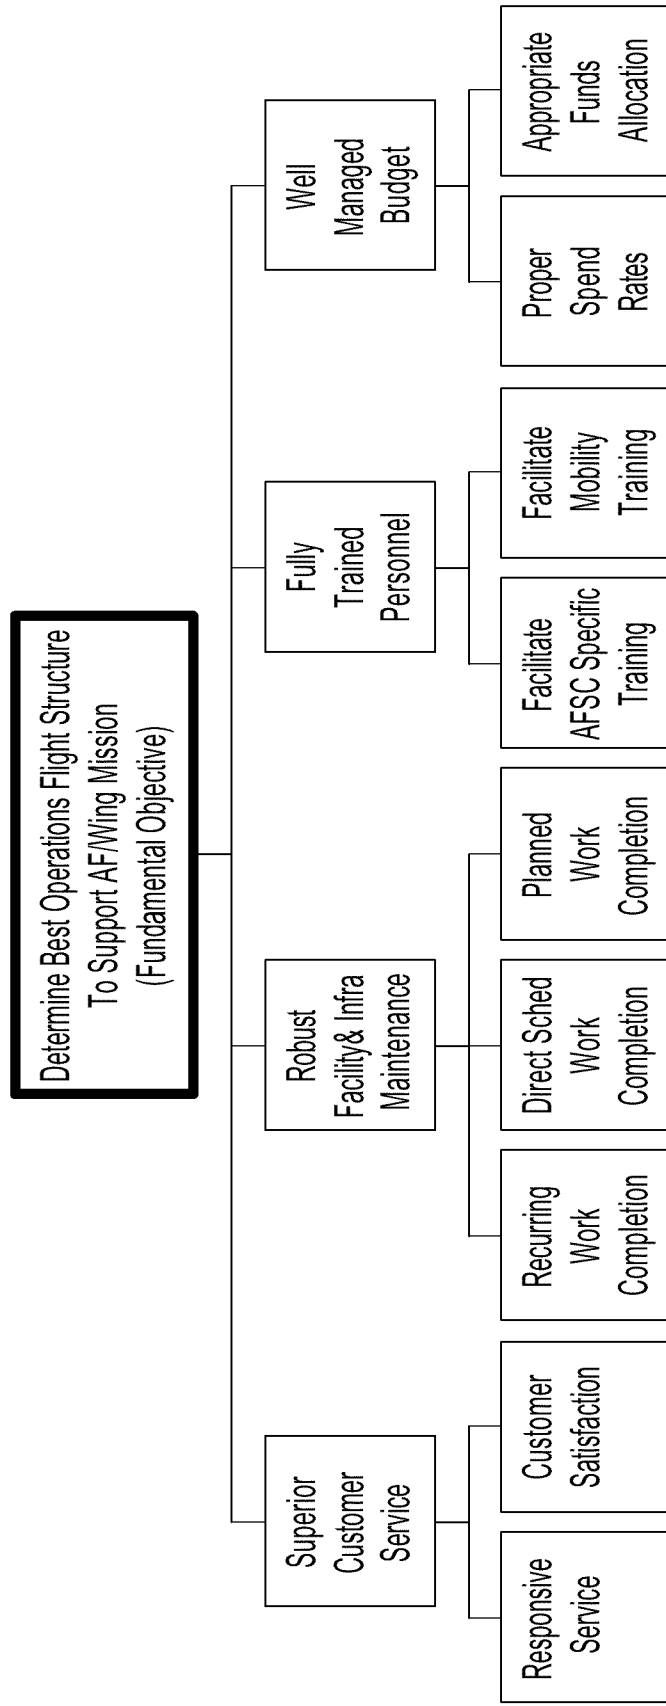 Determine Best Operations Flight Structure
To Support AF/Wing Mission
(Fundamental Objective)
Superior
Customer
Service
Robust
Facility& Infra
Maintenance
Fully
Trained
Personnel
Well
Managed
Budget
Responsive
Service
Customer
Satisfaction
Recurring
Work
Completion
Direct Sched
Work
Completion
Planned
Work
Completion
Facilitate
AFSC Specific
Training
Facilitate
Mobility
Training
Proper
Spend
Rates
Appropriate
Funds
Allocation